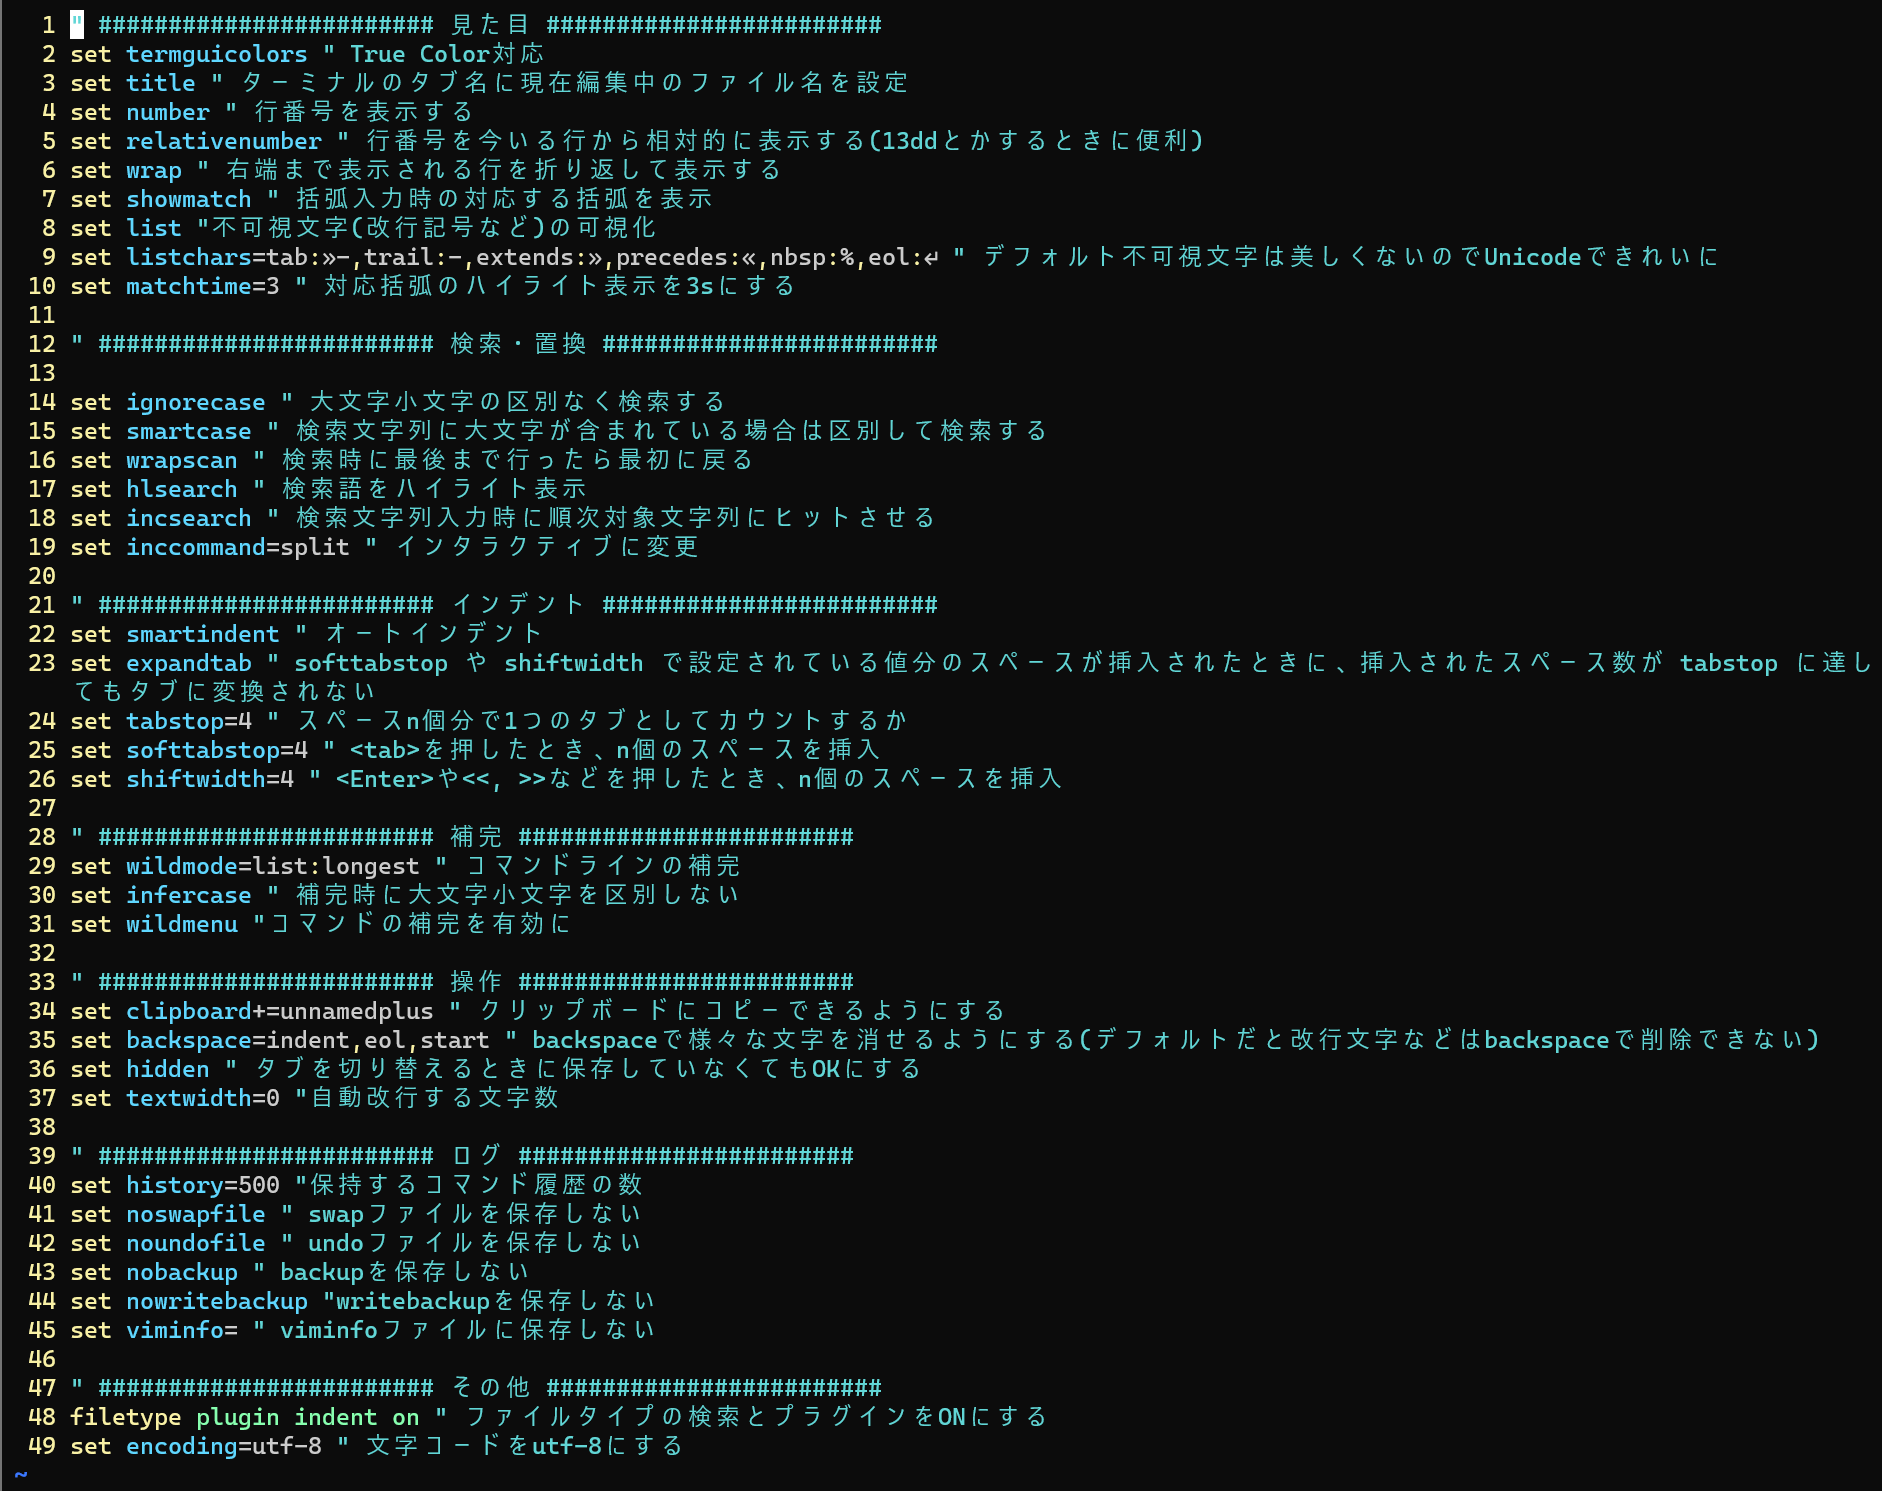 1 " ######################## 見た目 ########################
2 set termguicolors " True Color対応
3 set title " ターミナルのタブ名に現在編集中のファイル名を設定
4 set number " 行番号を表示する
5 set relativenumber " 行番号を今いる行から相対的に表示する(13ddとかするときに便利)
6 set wrap " 右端まで表示される行を折り返して表示する
7 set showmatch " 括弧入力時の対応する括弧を表示
8 set list "不可視文字(改行記号など)の可視化
9 set listchars=tab:»-,trail:-,extends:»,precedes:«,nbsp:%,eol:↵ " デフォルト不可視文字は美しくないのでUnicodeできれいに
10 set matchtime=3 " 対応括弧のハイライト表示を3sにする
11
12 " ######################## 検索・置換 ########################
13
14 set ignorecase " 大文字小文字の区別なく検索する
15 set smartcase " 検索文字列に大文字が含まれている場合は区別して検索する
16 set wrapscan " 検索時に最後まで行ったら最初に戻る
17 set hlsearch " 検索語をハイライト表示
18 set incsearch " 検索文字列入力時に順次対象文字列にヒットさせる
19 set inccommand=split " インタラクティブに変更
20
21 " ######################## インデント ########################
22 set smartindent " オートインデント
23 set expandtab " softtabstop や shiftwidth で設定されている値分のスペースが挿入されたときに、挿入されたスペース数が tabstop に達し
てもタブに変換されない
24 set tabstop=4 " スペースn個分で1つのタブとしてカウントするか
25 set softtabstop=4 " <tab>を押したとき、n個のスペースを挿入
26 set shiftwidth=4 " <Enter>や<<, >>などを押したとき、n個のスペースを挿入
27
28 " ######################## 補完 ########################
29 set wildmode=list:longest " コマンドラインの補完
30 set infercase " 補完時に大文字小文字を区別しない
31 set wildmenu "コマンドの補完を有効に
32
33 " ######################## 操作 ########################
34 set clipboard+=unnamedplus " クリップボードにコピーできるようにする
35 set backspace=indent,eol,start " backspaceで様々な文字を消せるようにする(デフォルトだと改行文字などはbackspaceで削除できない)
36 set hidden " タブを切り替えるときに保存していなくてもOKにする
37 set textwidth=0 "自動改行する文字数
38
39 " ######################## ログ ########################
40 set history=500 "保持するコマンド履歴の数
41 set noswapfile " swapファイルを保存しない
42 set noundofile " undoファイルを保存しない
43 set nobackup " backupを保存しない
44 set nowritebackup "writebackupを保存しない
45 set viminfo= " viminfoファイルに保存しない
46
47 " ######################## その他 ########################
48 filetype plugin indent on " ファイルタイプの検索とプラグインをONにする
49 set encoding=utf-8 " 文字コードをutf-8にする
~